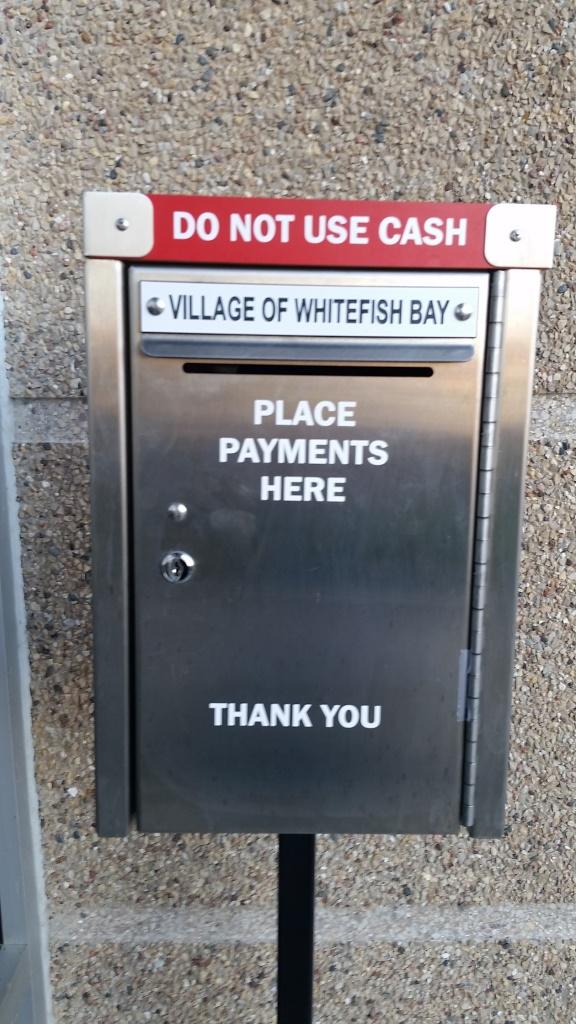 DO NOT USE CASH
VILLAGE OF WHITEFISH BAY
PLACE
PAYMENTS
HERE
THANK YOU